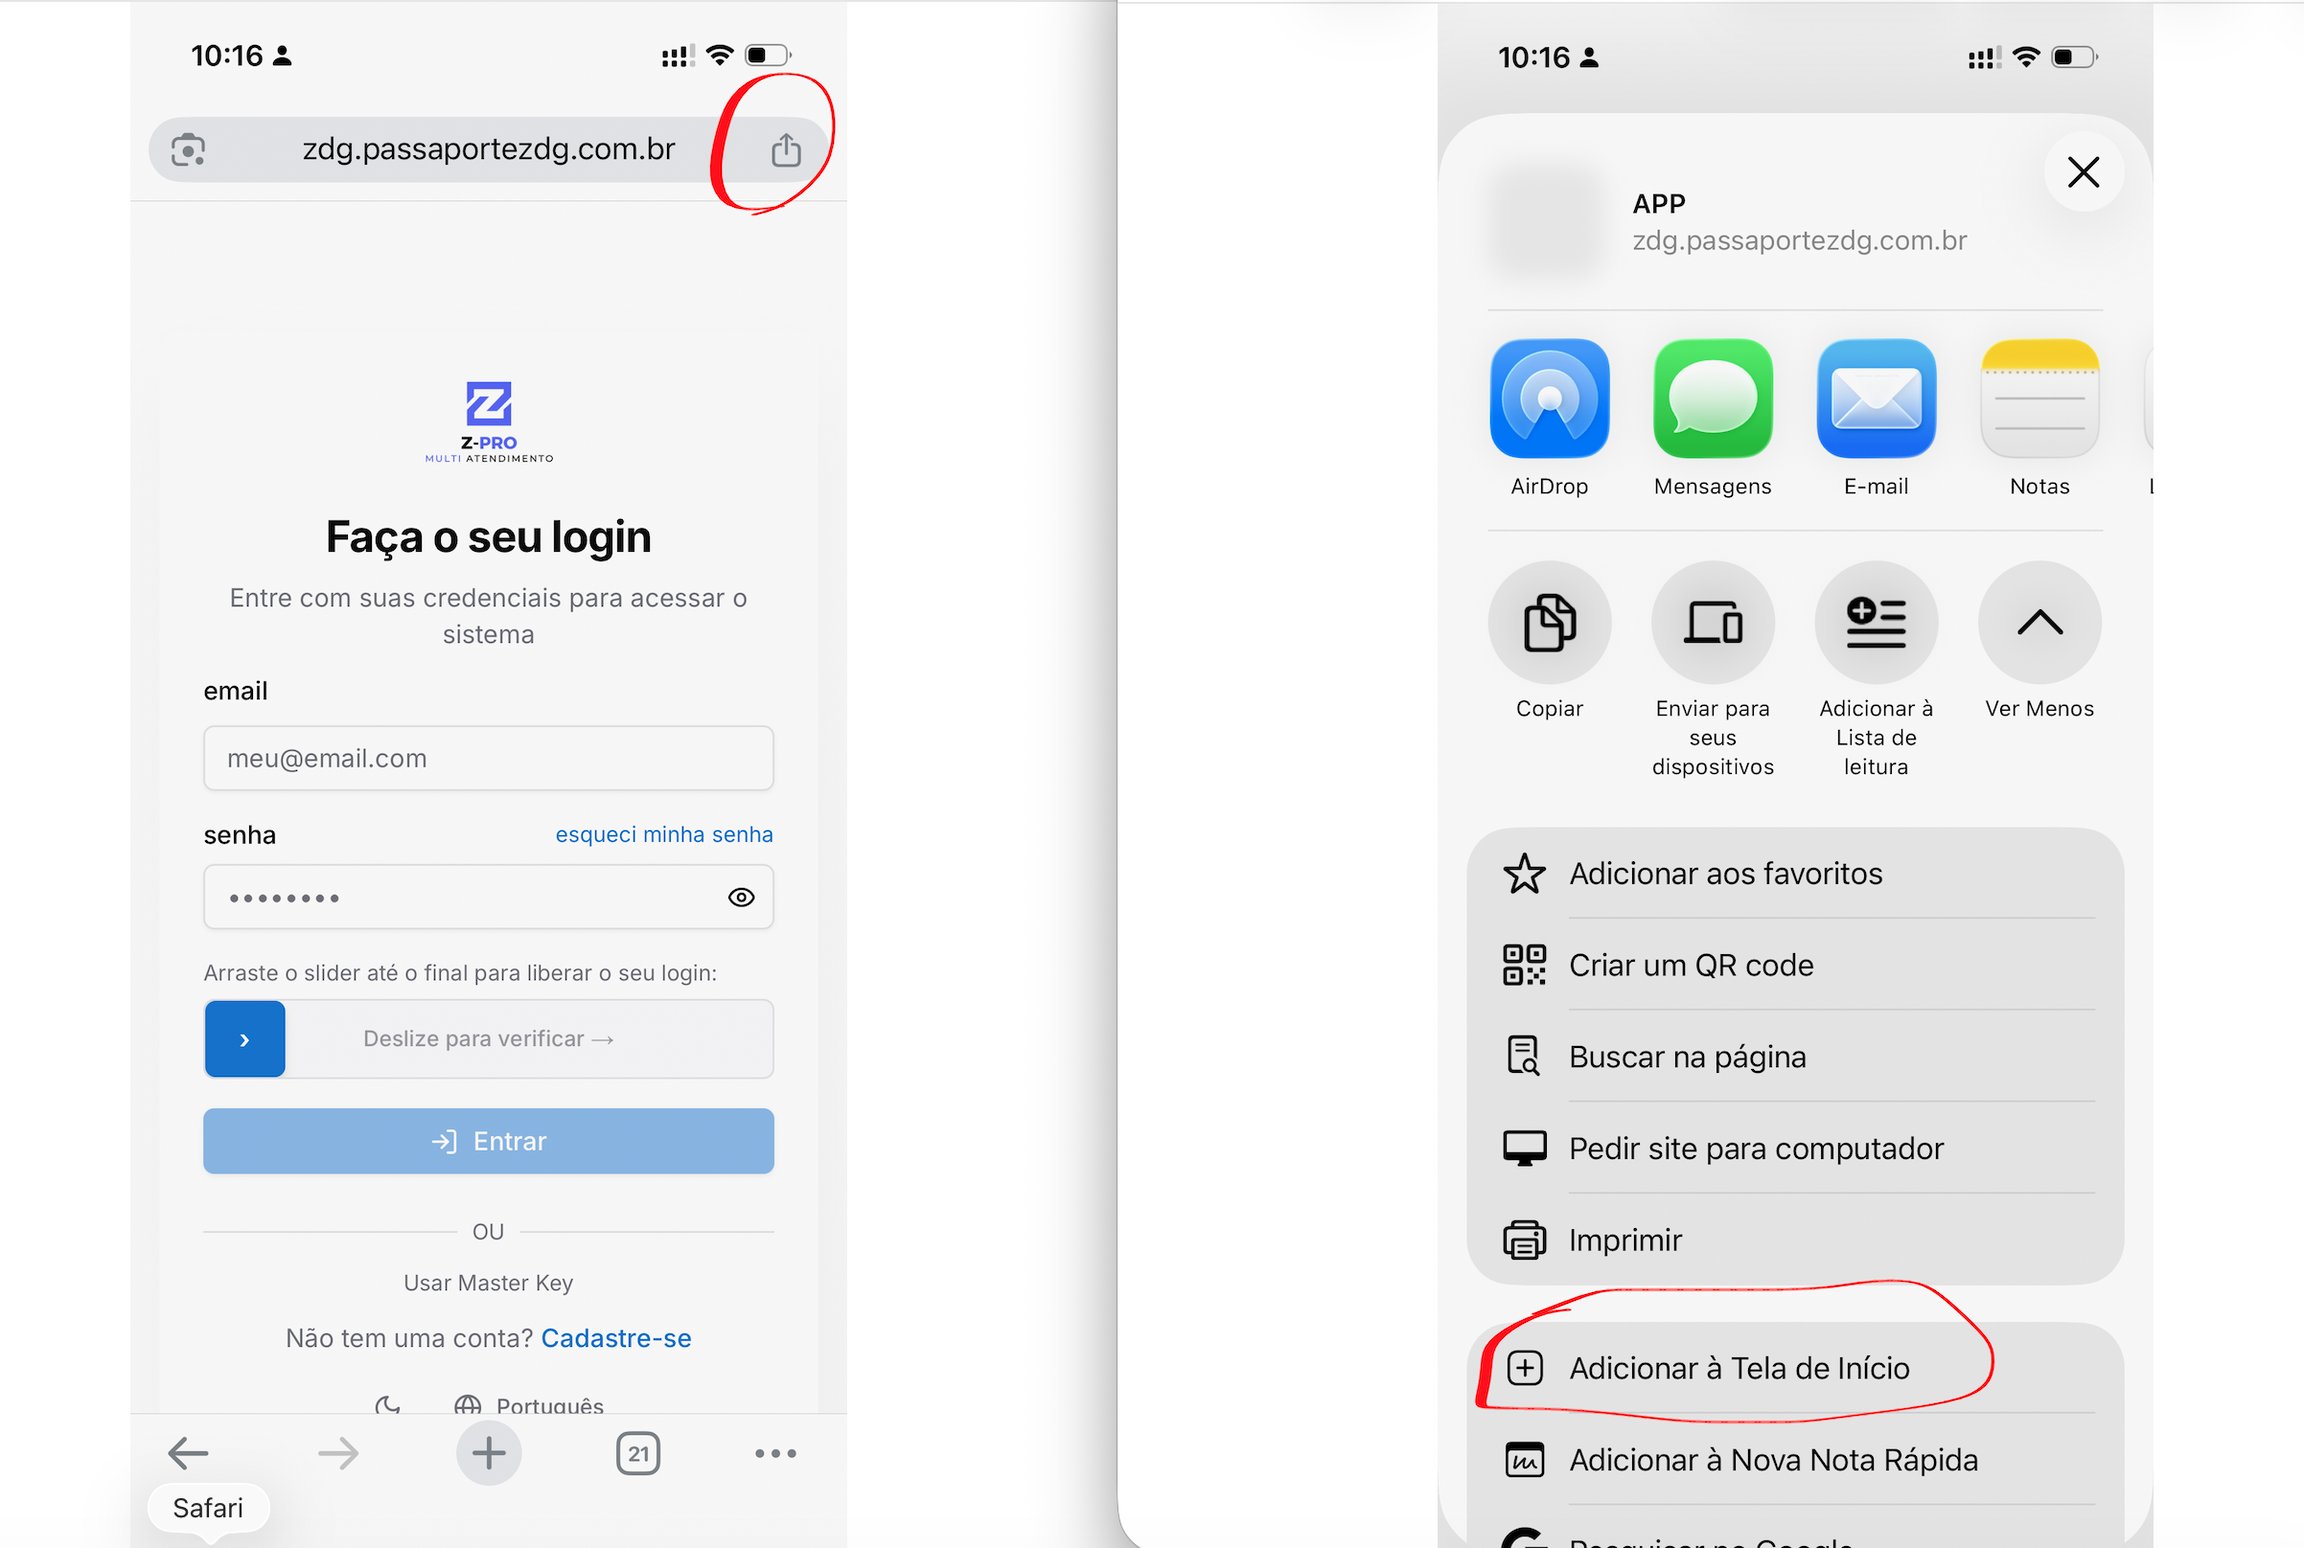 10:16
zdg.passaportezdg.com.br
Z-PRO
MULTI ATENDIMENTO
Faça o seu login
Entre com suas credenciais para acessar o
sistema
email
meu@email.com
senha
esqueci minha senha
Arraste o slider até o final para liberar o seu login:
Deslize para verificar →
Entrar
OU
Usar Master Key
Não tem uma conta? Cadastre-se
Português
21
Safari
10:16
APP
zdg.passaportezdg.com.br
AirDrop
Mensagens
E-mail
Notas
Copiar
Enviar para
seus
dispositivos
Adicionar à
Lista de
leitura
Ver Menos
Adicionar aos favoritos
Criar um QR code
Buscar na página
Pedir site para computador
Imprimir
Adicionar à Tela de Início
Adicionar à Nova Nota Rápida
Pesquisar no Google